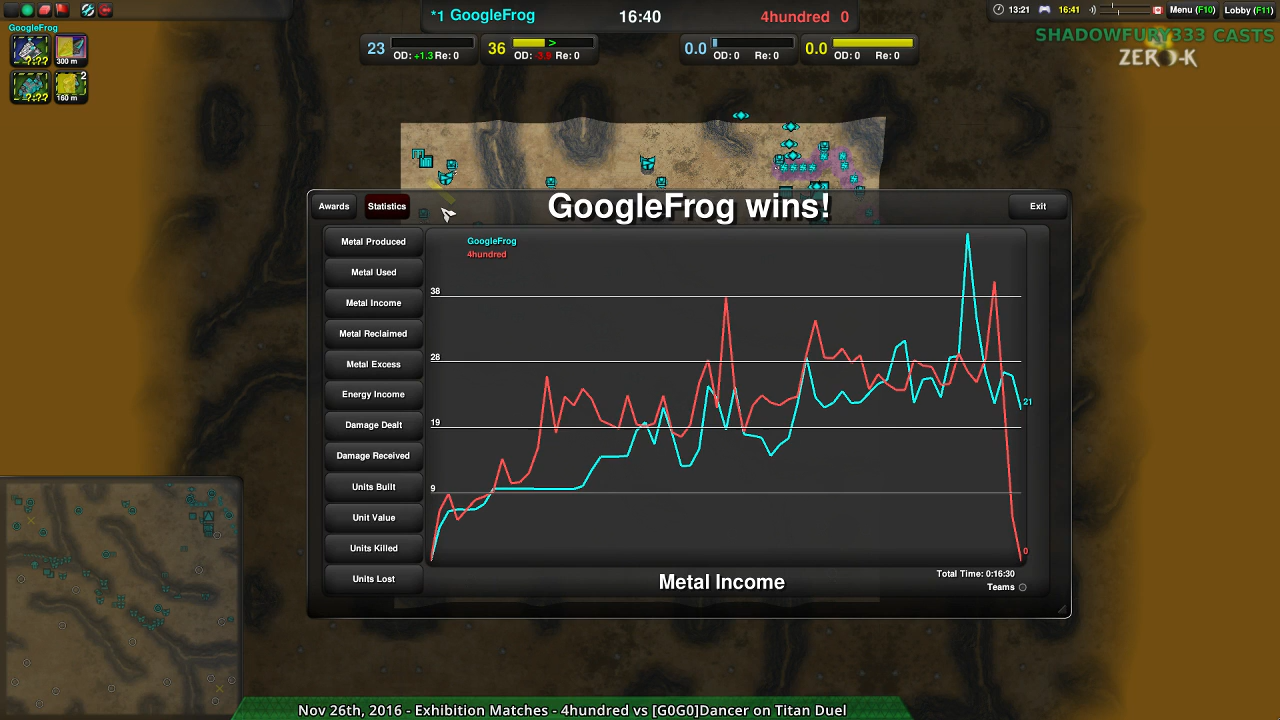 *1 GoogleFrog 16:40 4hundred 0
13:21 16:41 Menu (F10) Lobby (F11)
GoogleFrog
23 OD: +1.3 Re: 0
36 OD: -3.9 Re: 0
0.0 OD: 0 Re: 0
0.0 OD: 0 Re: 0
SHADOWFURY333 CASTS
ZERO-K
?:?? 300 m
?:?? 2 160 m
Awards Statistics GoogleFrog wins! Exit
Metal Produced
Metal Used
Metal Income
Metal Reclaimed
Metal Excess
Energy Income
Damage Dealt
Damage Received
Units Built
Unit Value
Units Killed
Units Lost
GoogleFrog
4hundred
38
28
19
9
21
0
Metal Income
Total Time: 0:16:30
Teams
Nov 26th, 2016 - Exhibition Matches - 4hundred vs [G0G0]Dancer on Titan Duel